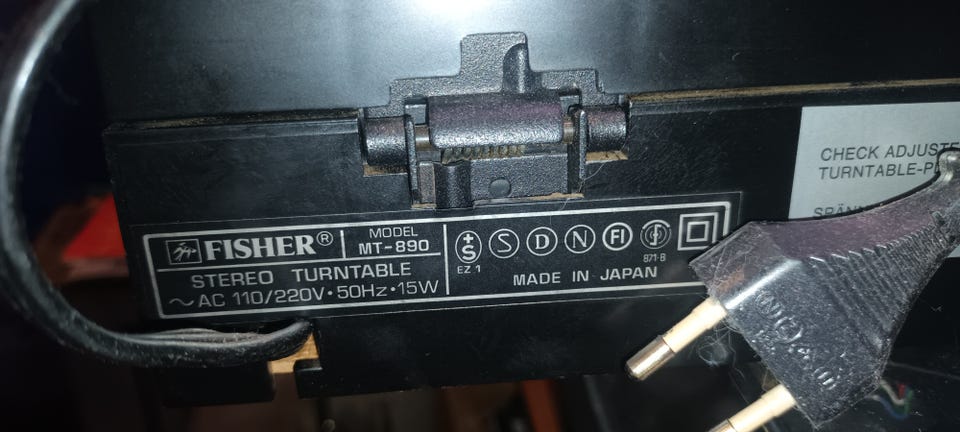 FISHER®
MODEL
MT-890
STEREO TURNTABLE
~ AC 110/220V・50Hz・15W
+S
EZ 1
S D N FI
871-B
MADE IN JAPAN
CHECK ADJUSTE
TURNTABLE-P
SPÄNN